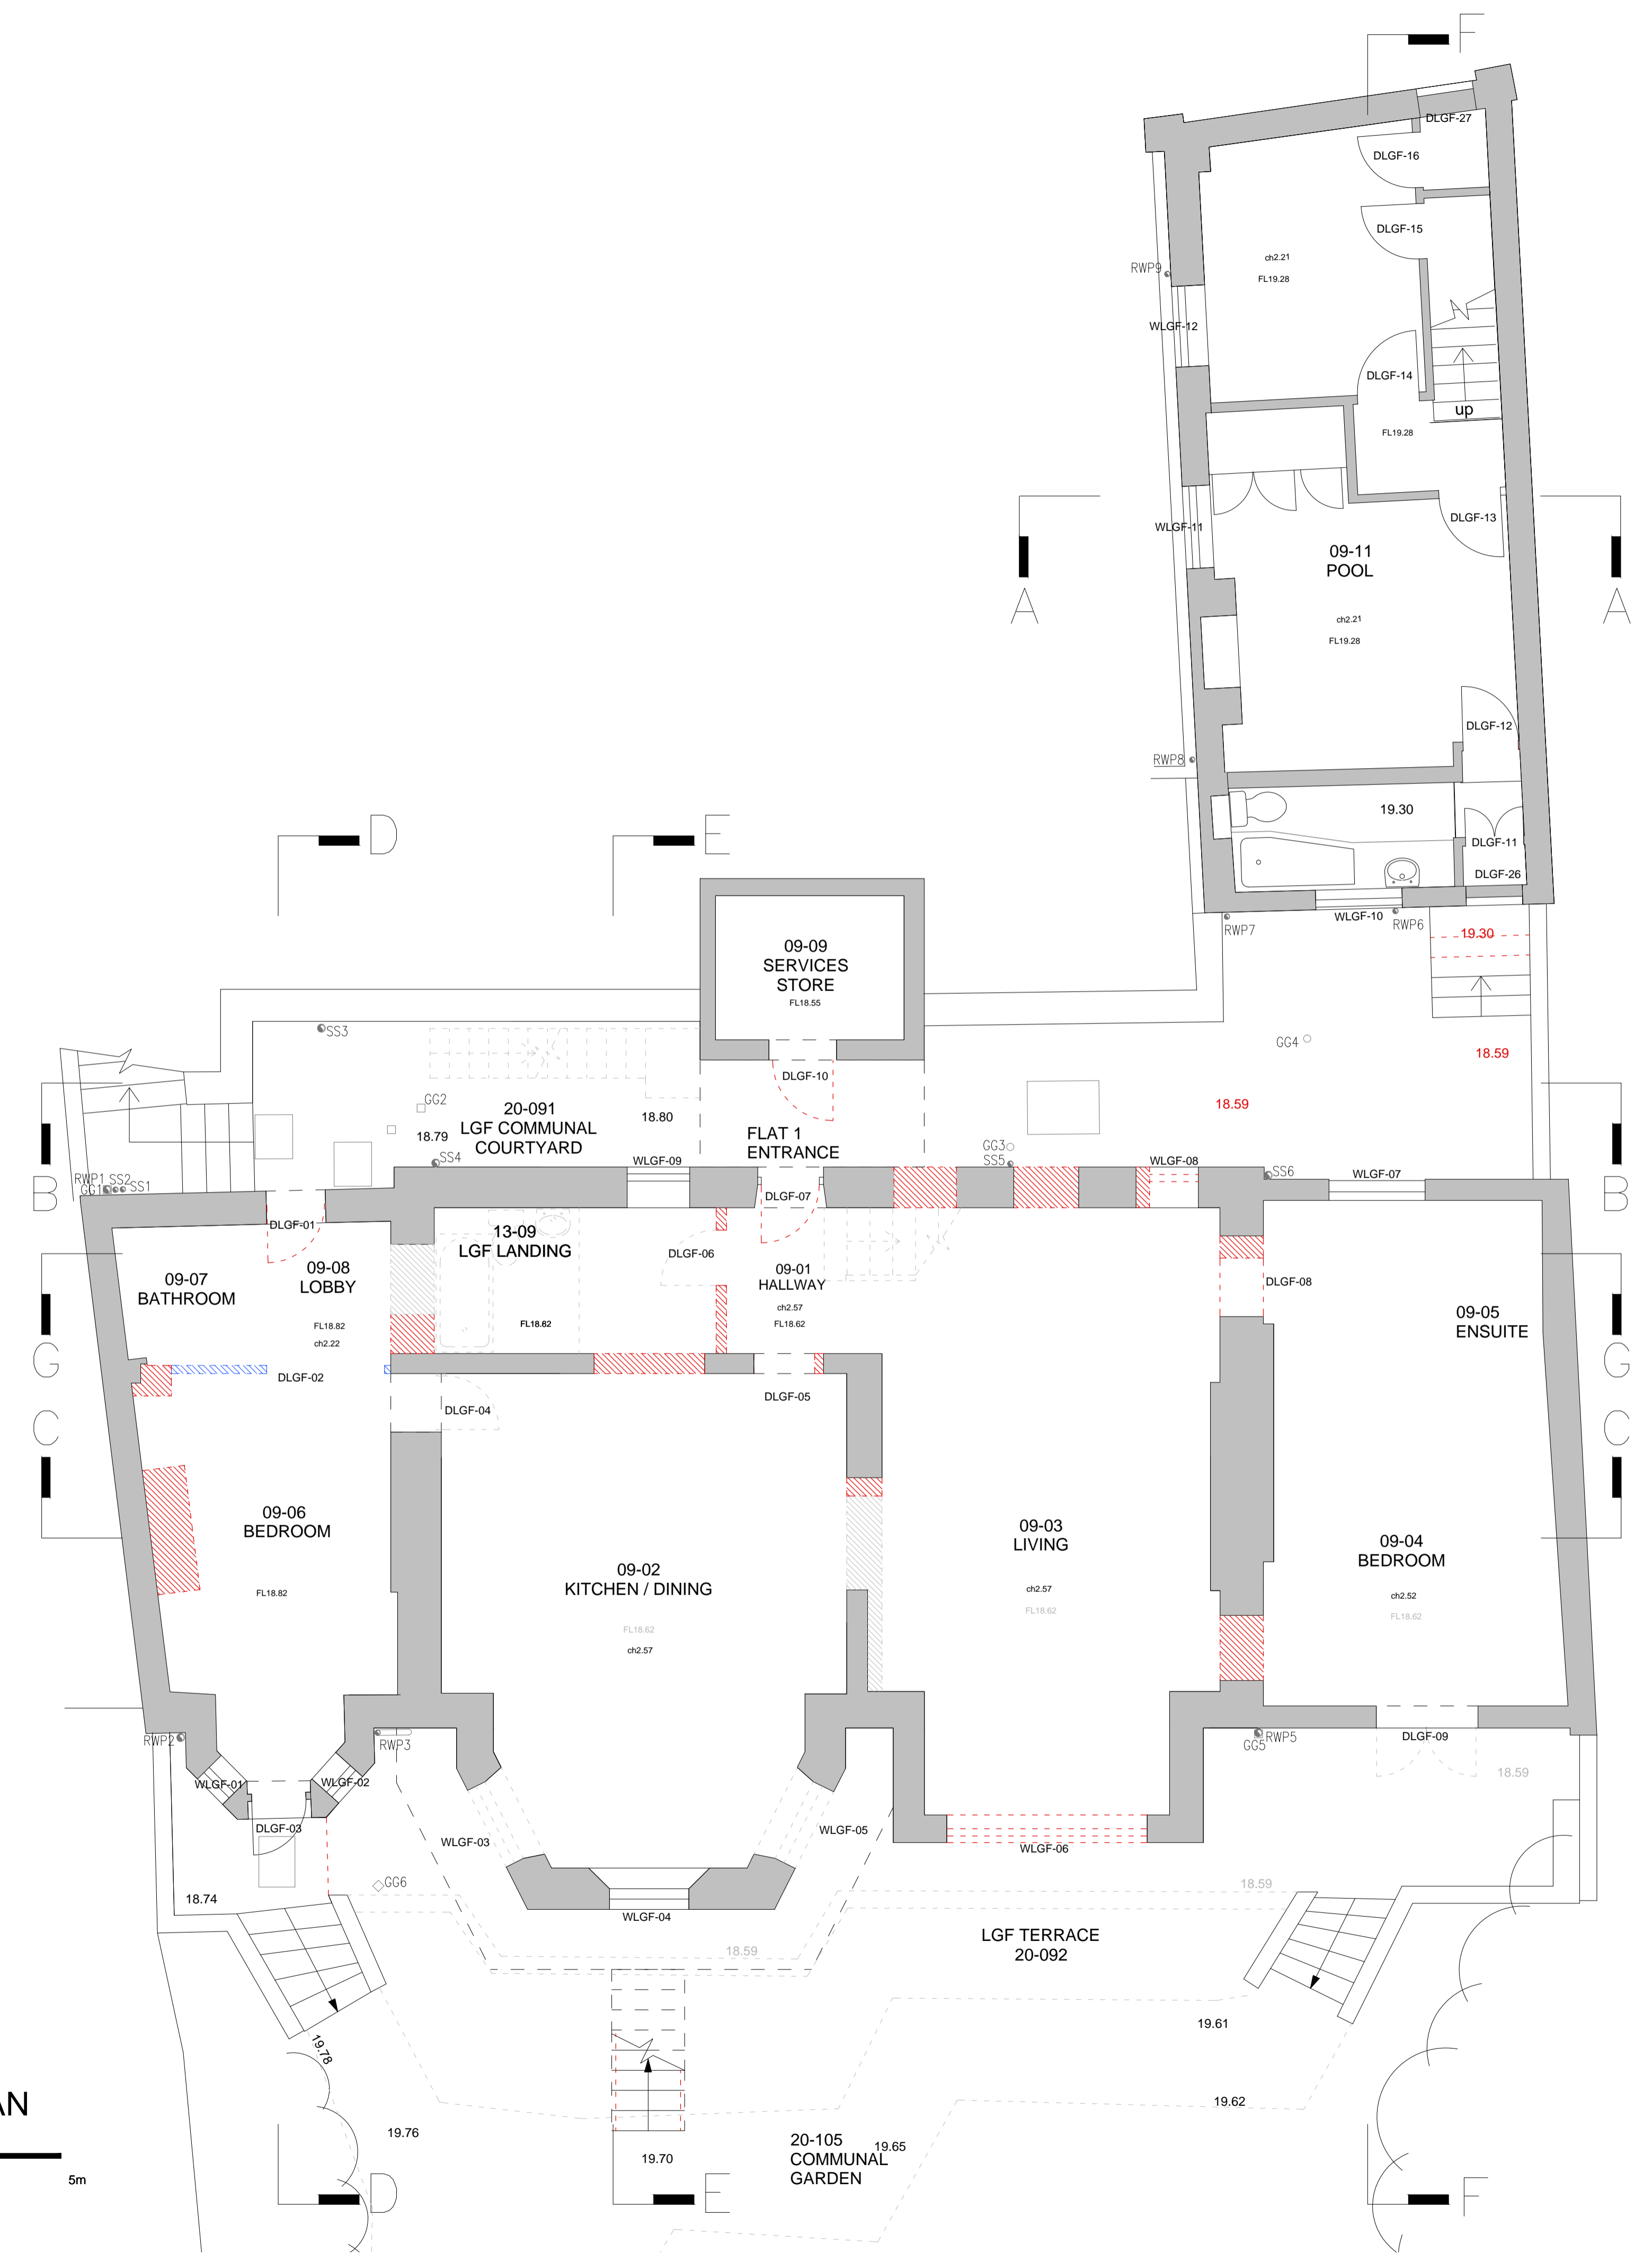 F
DLGF-27
DLGF-16
DLGF-15
ch2.21
FL19.28
RWP9
WLGF-12
DLGF-14
up
FL19.28
WLGF-11
DLGF-13
09-11
POOL
A
A
ch2.21
FL19.28
DLGF-12
RWP8
19.30
D
E
DLGF-11
DLGF-26
WLGF-10
RWP6
RWP7
19.30
09-09
SERVICES
STORE
FL18.55
SS3
GG4
18.59
DLGF-10
GG2
20-091
LGF COMMUNAL
COURTYARD
18.80
18.79
18.59
FLAT 1
ENTRANCE
GG3
SS5
SS4
WLGF-09
WLGF-08
SS6
WLGF-07
RWP1
SS2
GG1
SS1
B
B
DLGF-07
DLGF-01
13-09
LGF LANDING
DLGF-06
09-08
LOBBY
09-07
BATHROOM
09-01
HALLWAY
DLGF-08
ch2.57
FL18.62
FL18.62
FL18.82
ch2.22
09-05
ENSUITE
G
G
DLGF-02
DLGF-05
DLGF-04
C
C
09-06
BEDROOM
09-03
LIVING
09-04
BEDROOM
09-02
KITCHEN / DINING
FL18.82
ch2.57
FL18.62
ch2.52
FL18.62
FL18.62
ch2.57
RWP2
RWP3
GG5
RWP5
DLGF-09
WLGF-01
WLGF-02
18.59
DLGF-03
WLGF-03
WLGF-05
WLGF-06
GG6
18.74
18.59
WLGF-04
LGF TERRACE
20-092
18.59
19.61
19.78
19.62
AN
19.76
20-105
COMMUNAL
GARDEN
19.65
19.70
5m
D
E
F